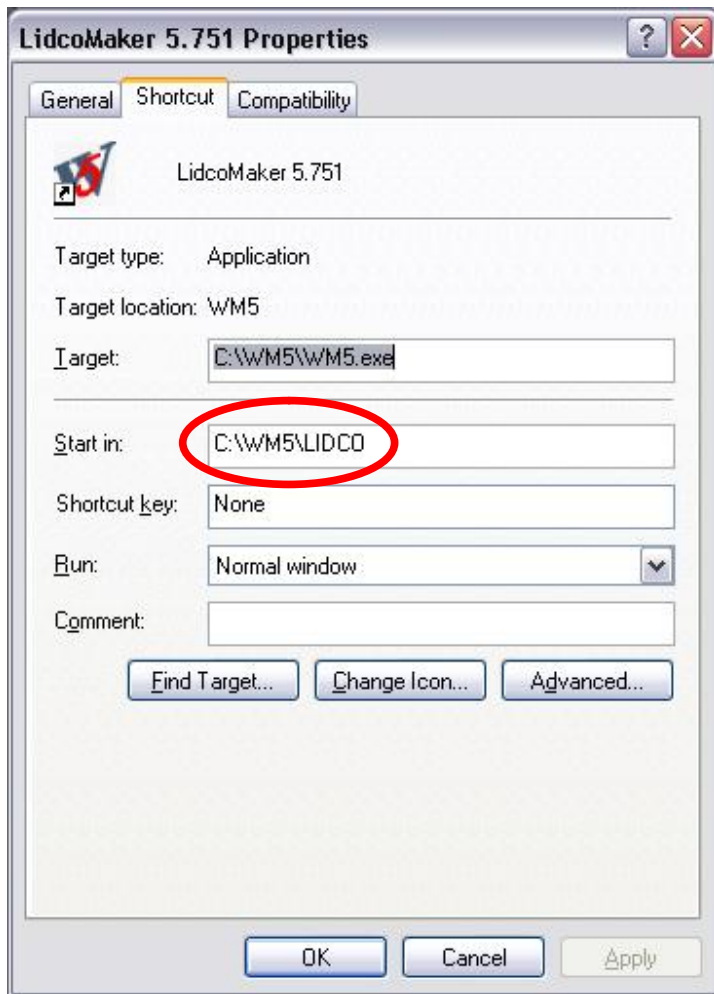 LidcoMaker 5.751 Properties
General Shortcut Compatibility
LidcoMaker 5.751
Target type: Application
Target location: WM5
Target: C:\WM5\WM5.exe
Start in: C:\WM5\LIDCO
Shortcut key: None
Run: Normal window
Comment:
Find Target... Change Icon... Advanced...
OK Cancel Apply